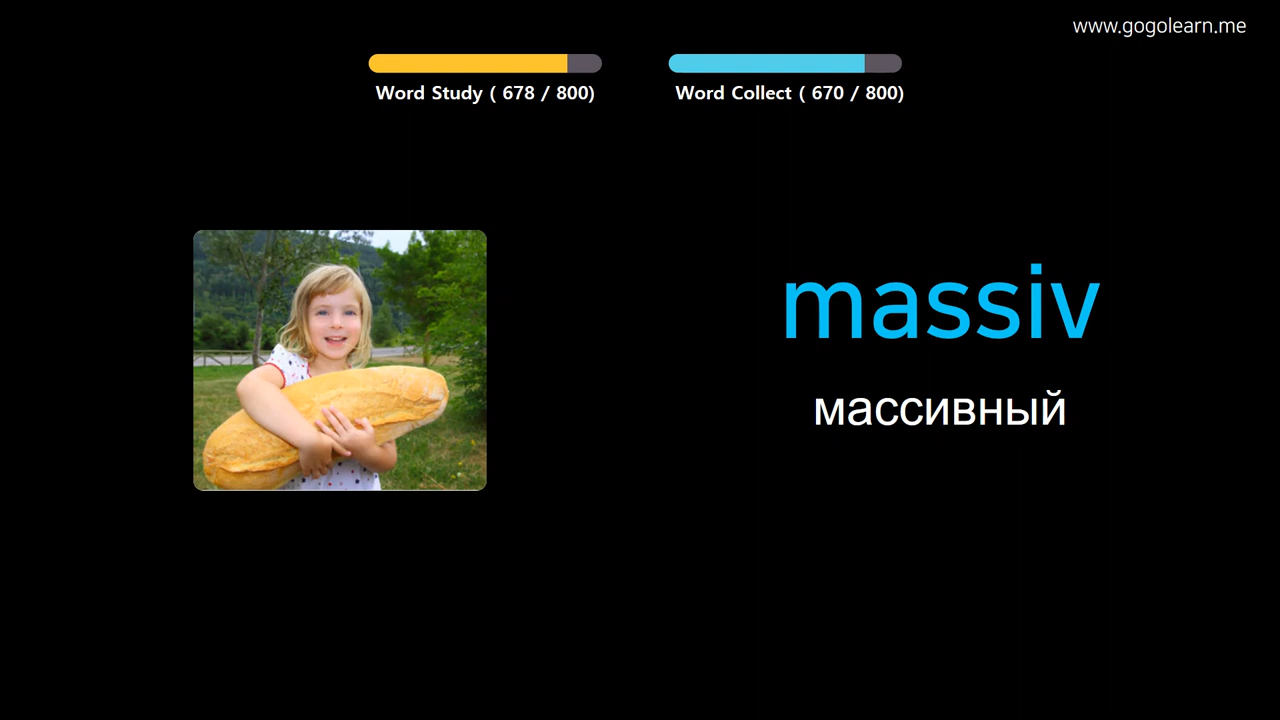 www.gogolearn.me
Word Study ( 678 / 800)
Word Collect ( 670 / 800)
massiv
массивный